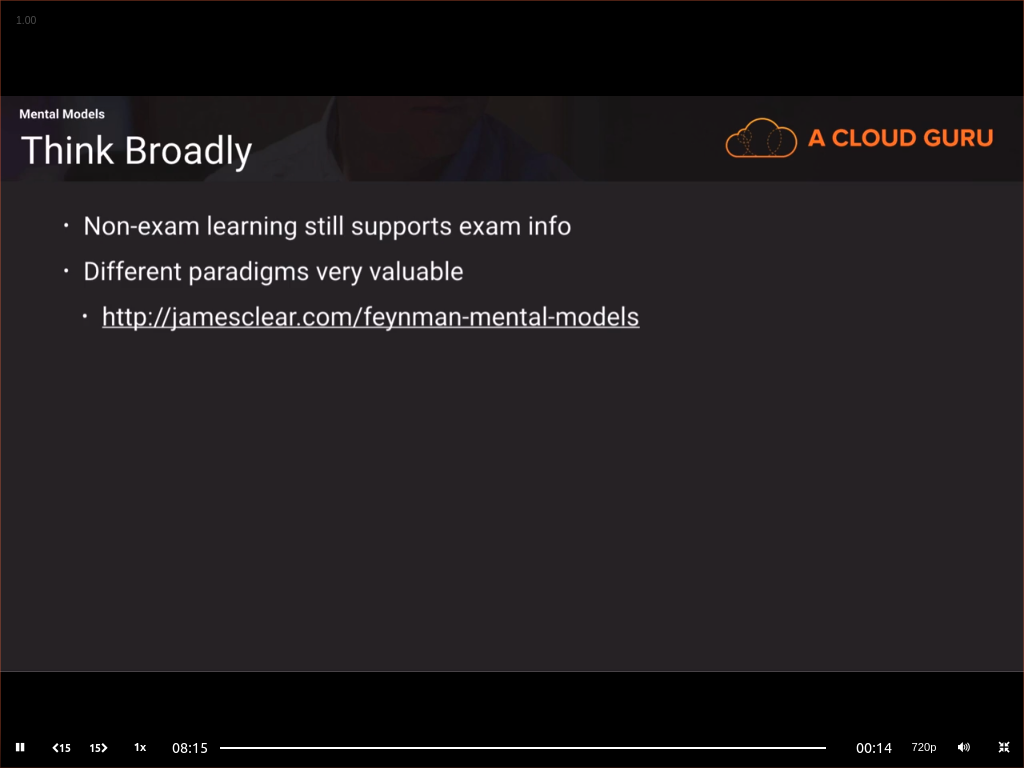 1.00
Mental Models
Think Broadly
A CLOUD GURU
• Non-exam learning still supports exam info
• Different paradigms very valuable
• http://jamesclear.com/feynman-mental-models
15 15 1x 08:15 00:14 720p